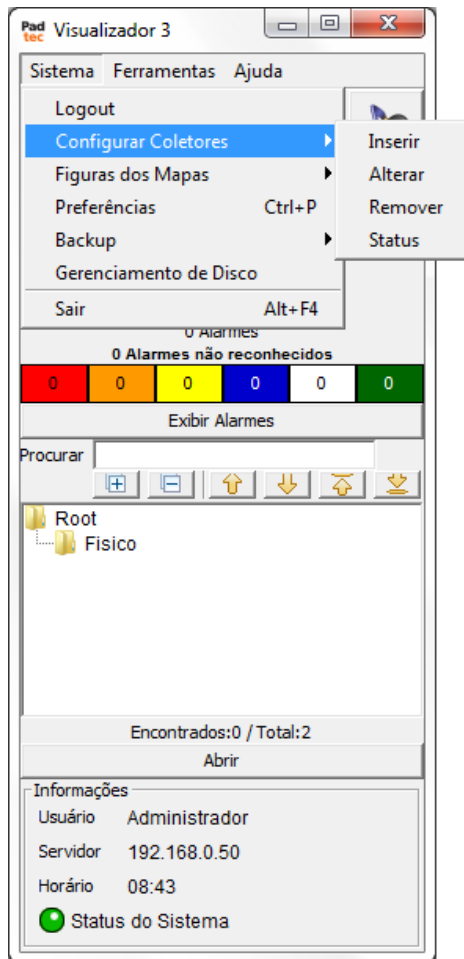 Pad tec Visualizador 3
Sistema Ferramentas Ajuda
Logout
Configurar Coletores
Inserir
Figuras dos Mapas
Alterar
Preferências Ctrl+P
Remover
Backup
Status
Gerenciamento de Disco
Sair Alt+F4
0 Alarmes
0 Alarmes não reconhecidos
0 0 0 0 0 0
Exibir Alarmes
Procurar
Root
Fisico
Encontrados:0 / Total:2
Abrir
Informações
Usuário Administrador
Servidor 192.168.0.50
Horário 08:43
Status do Sistema